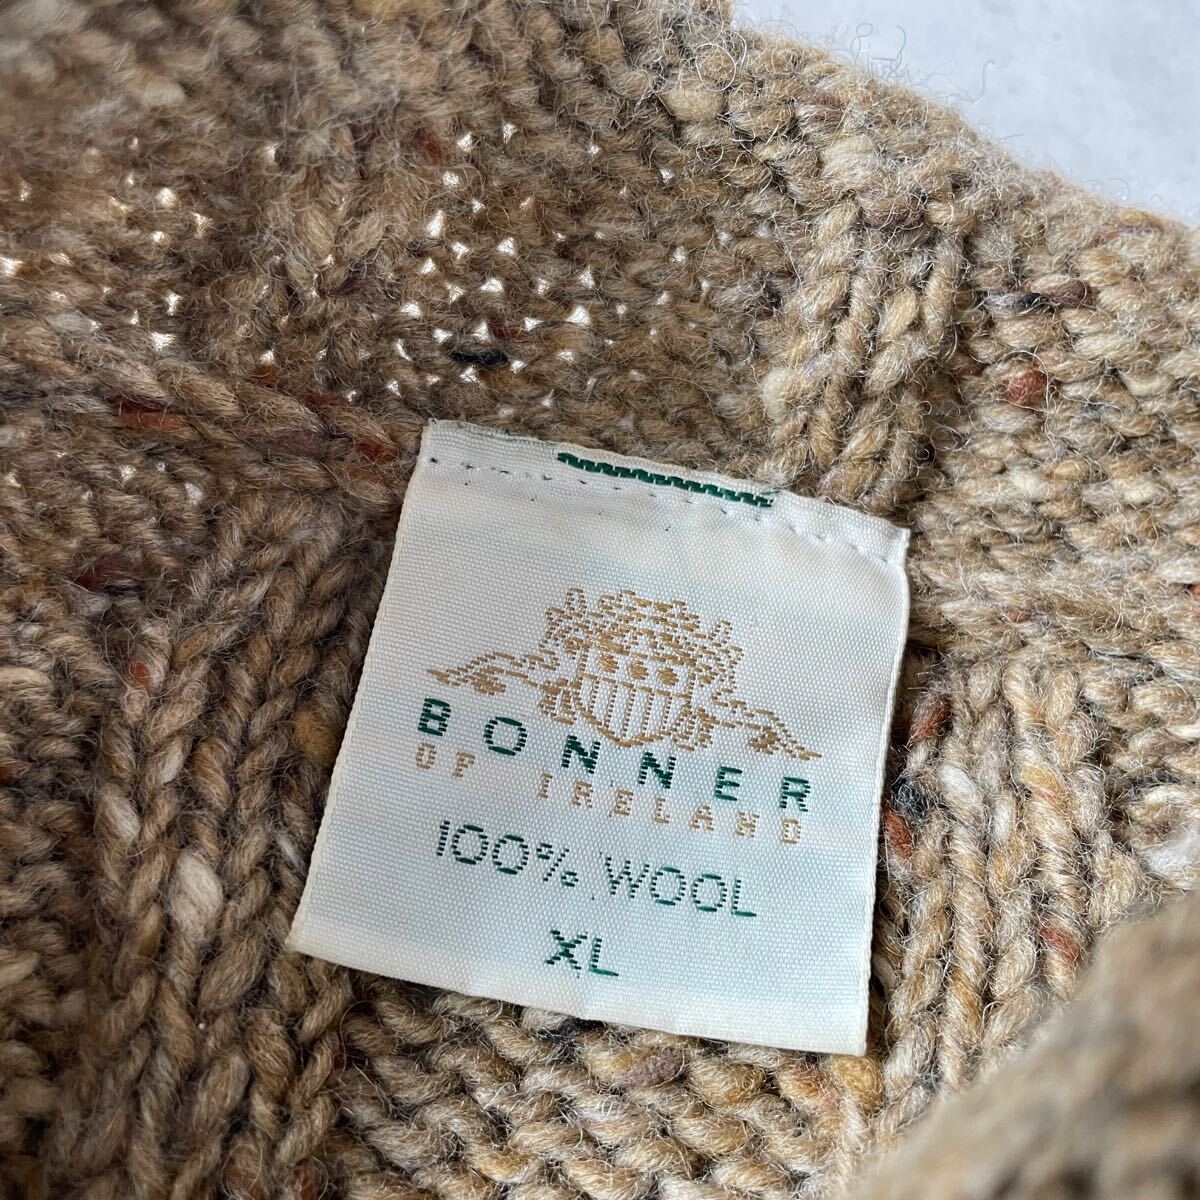 BONNER
OF IRELAND
100% WOOL
XL